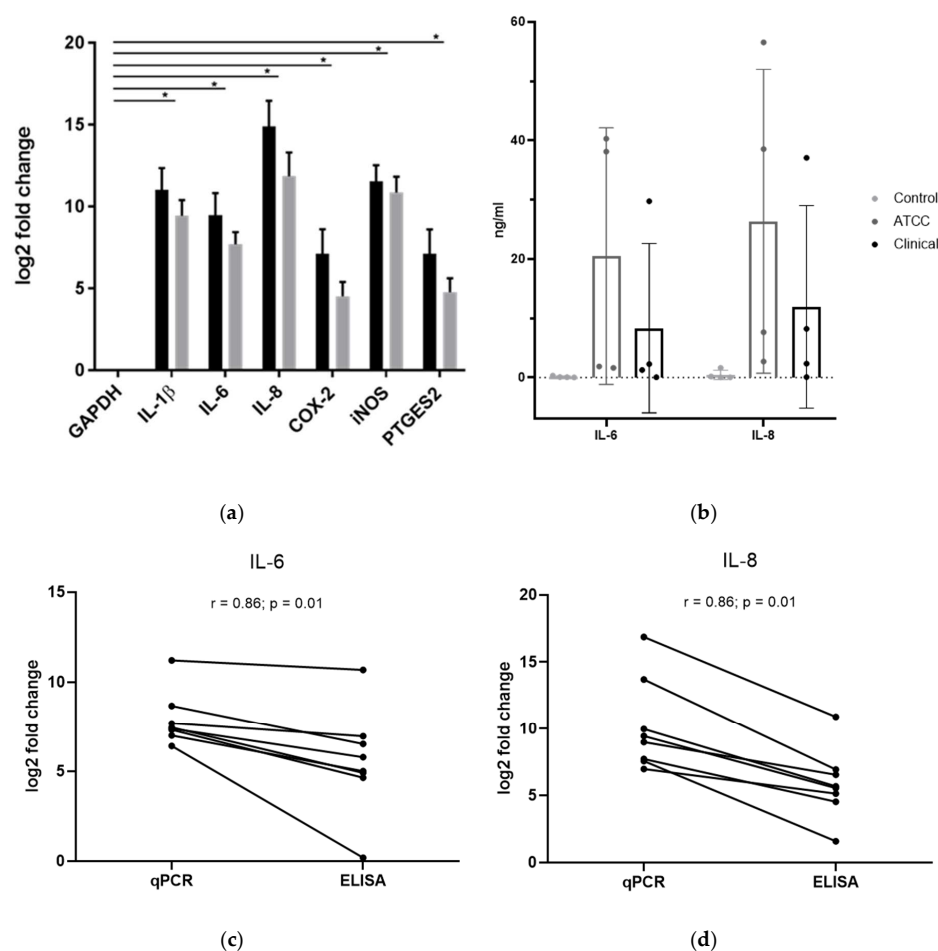 20
15
10
5
0
log2 fold change
*
*
*
*
*
*
GAPDH
IL-1β
IL-6
IL-8
COX-2
iNOS
PTGES2
(a)
60
40
20
0
ng/ml
IL-6
IL-8
Control
ATCC
Clinical
(b)
IL-6
r = 0.86; p = 0.01
15
10
5
0
log2 fold change
qPCR
ELISA
(c)
IL-8
r = 0.86; p = 0.01
20
15
10
5
0
log2 fold change
qPCR
ELISA
(d)